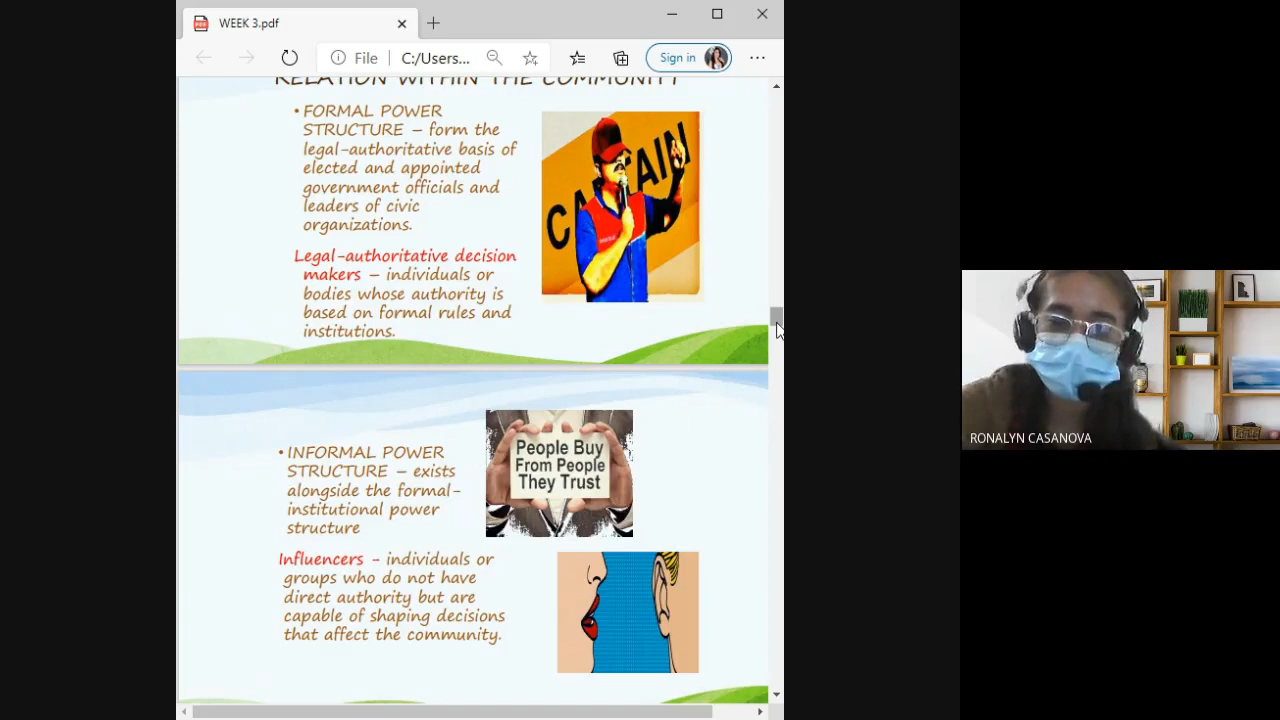 WEEK 3.pdf
File
C:/Users...
Sign in
RELATION WITHIN THE COMMUNITY
• FORMAL POWER
STRUCTURE – form the
legal-authoritative basis of
elected and appointed
government officials and
leaders of civic
organizations.
CAPTAIN
Legal-authoritative decision
makers – individuals or
bodies whose authority is
based on formal rules and
institutions.
• INFORMAL POWER
STRUCTURE – exists
alongside the formal-
institutional power
structure
People Buy
From People
They Trust
Influencers - individuals or
groups who do not have
direct authority but are
capable of shaping decisions
that affect the community.
RONALYN CASANOVA